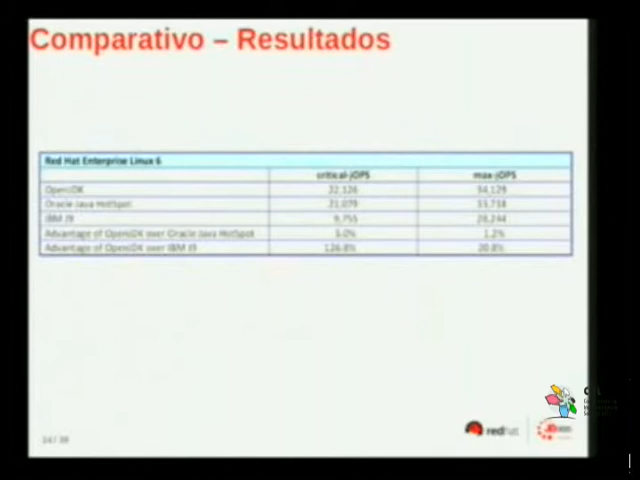 Comparativo – Resultados
Red Hat Enterprise Linux 6
critical-jOPS max-jOPS
OpenJDK 22,126 34,129
Oracle Java HotSpot 21,079 33,718
IBM J9 9,755 28,244
Advantage of OpenJDK over Oracle Java HotSpot 5.0% 1.2%
Advantage of OpenJDK over IBM J9 126.8% 20.8%
redhat